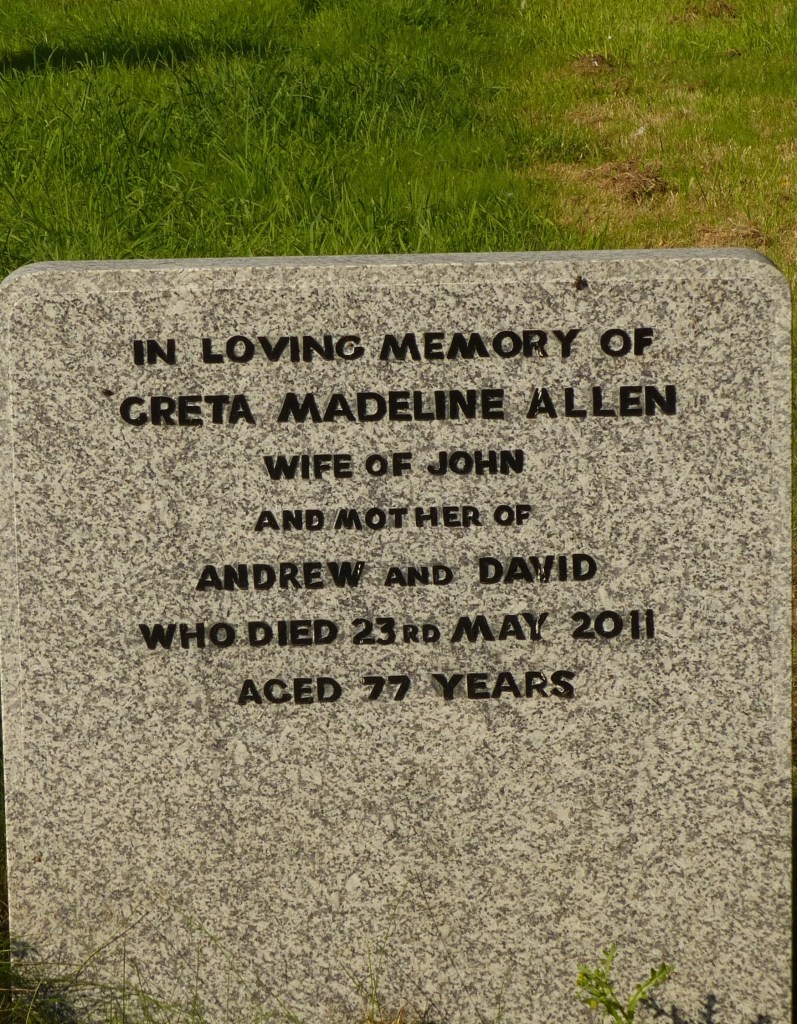 IN LOVING MEMORY OF
GRETA MADELINE ALLEN
WIFE OF JOHN
AND MOTHER OF
ANDREW AND DAVID
WHO DIED 23RD MAY 2011
AGED 77 YEARS